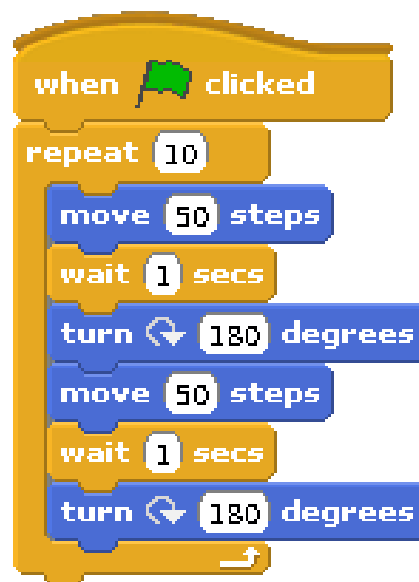 when clicked
repeat 10
move 50 steps
wait 1 secs
turn 180 degrees
move 50 steps
wait 1 secs
turn 180 degrees